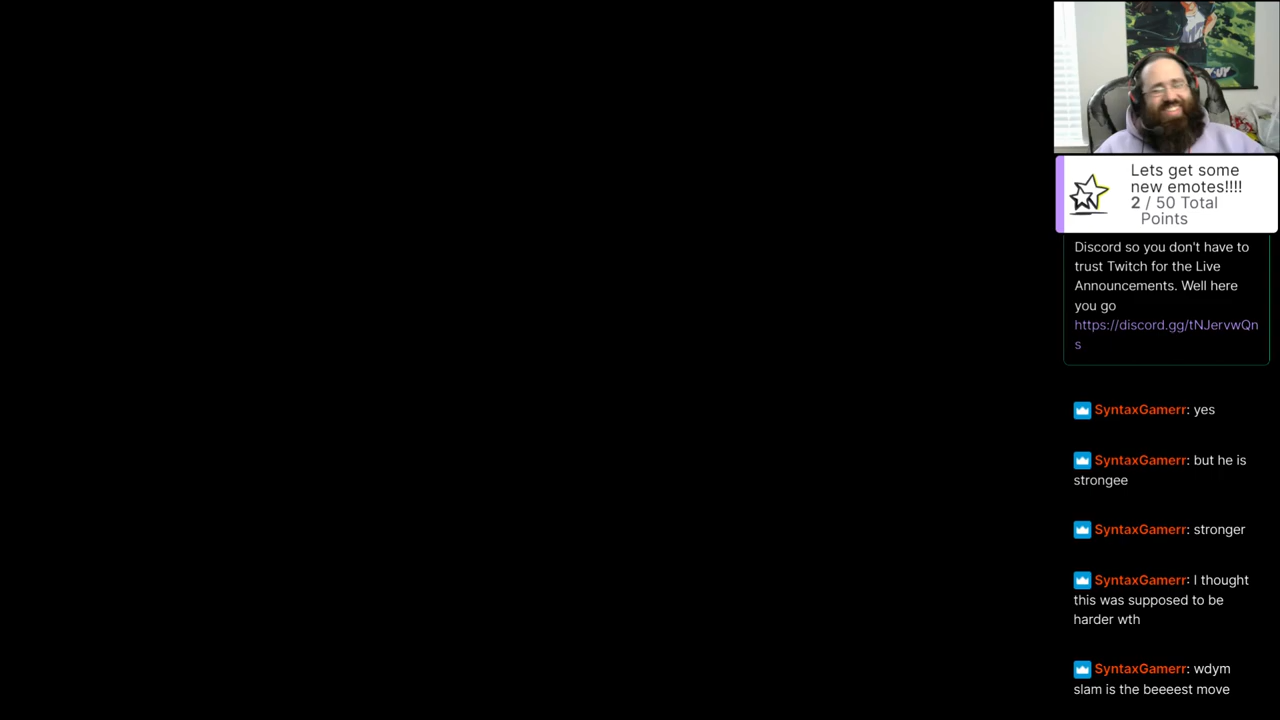 Lets get some
new emotes!!!!
2 / 50 Total
Points
Discord so you don't have to
trust Twitch for the Live
Announcements. Well here
you go
https://discord.gg/tNJervwQn
s
SyntaxGamerr: yes
SyntaxGamerr: but he is
strongee
SyntaxGamerr: stronger
SyntaxGamerr: I thought
this was supposed to be
harder wth
SyntaxGamerr: wdym
slam is the beeeest move